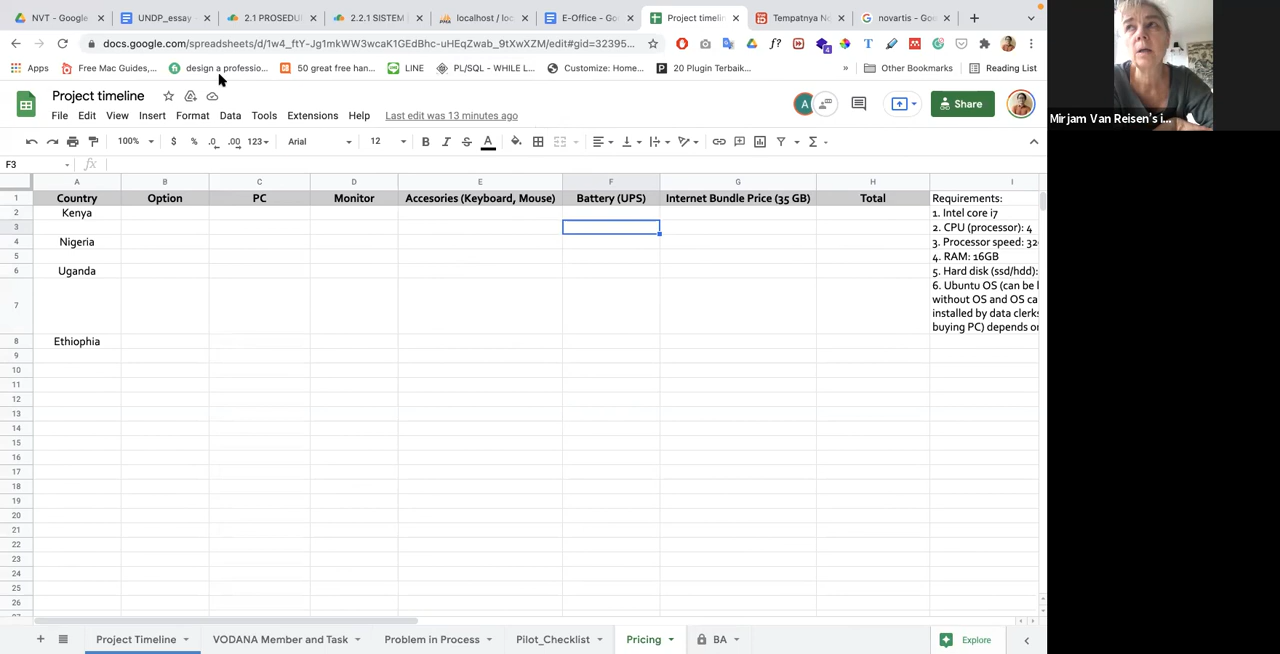 NVT - Google
UNDP_essay
2.1 PROSEDU
2.2.1 SISTEM
localhost / loc
E-Office - Go
Project timelin
Tempatnya N
novartis - Goo
docs.google.com/spreadsheets/d/1w4_ftY-Jg1mkWW3wcaK1GEdBhc-uHEqZwab_9tXwXZM/edit#gid=32395...
Apps
Free Mac Guides,...
design a professio...
50 great free han...
LINE
PL/SQL - WHILE L...
Customize: Home...
20 Plugin Terbaik...
»
Other Bookmarks
Reading List
Project timeline
File Edit View Insert Format Data Tools Extensions Help Last edit was 13 minutes ago
A
Share
100% $ % .0 .00 123 Arial 12 B I S A
F3 fx
A B C D E F G H I
1 Country Option PC Monitor Accesories (Keyboard, Mouse) Battery (UPS) Internet Bundle Price (35 GB) Total Requirements:
2 Kenya 1. Intel core i7
3 2. CPU (processor): 4
4 Nigeria 3. Processor speed: 32
5 4. RAM: 16GB
6 Uganda 5. Hard disk (ssd/hdd):
7 6. Ubuntu OS (can be
without OS and OS ca
installed by data clerks
buying PC) depends o
8 Ethiophia
9
10
11
12
13
14
15
16
17
18
19
20
21
22
23
24
25
26
Project Timeline VODANA Member and Task Problem in Process Pilot_Checklist Pricing BA Explore
Mirjam Van Reisen's i...